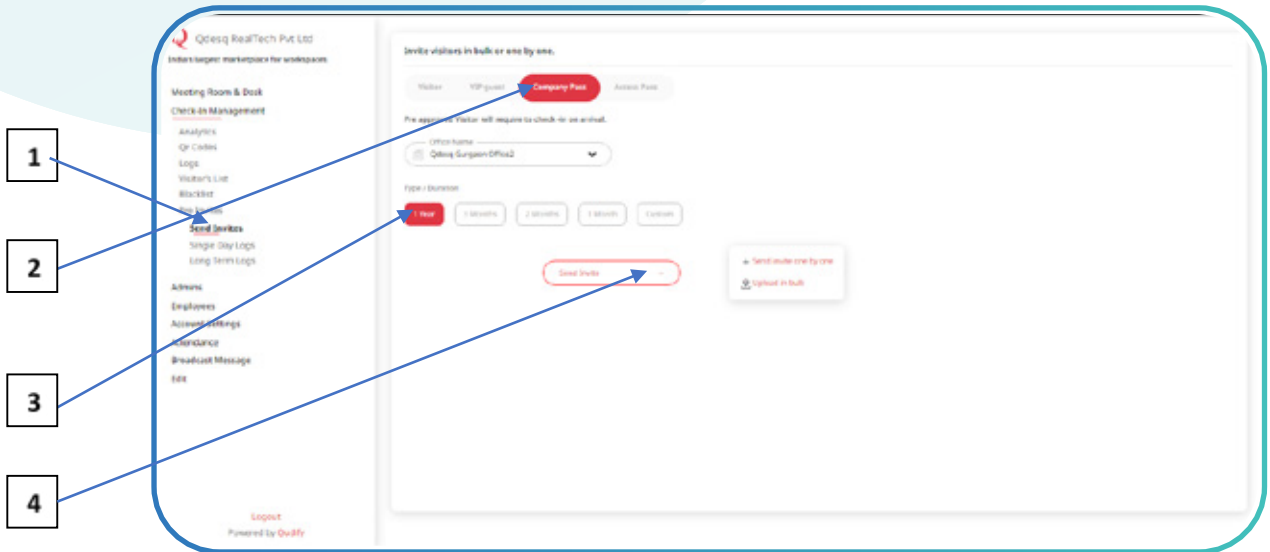 Qdesq RealTech Pvt Ltd
India's largest marketplace for workspaces
Meeting Room & Desk
Check-in Management
Analytics
Qr Codes
Logs
Visitor's List
Blacklist
Send Invites
Single Day Logs
Long Term Logs
Admins
Employees
Account Settings
Attendance
Broadcast Message
Edit
Logout
Powered by Qudify
1
2
3
4
Invite visitors in bulk or one by one.
Visitor VIP guest Company Pass Access Pass
Pre approved Visitor will require to check-in on arrival.
Office Name
Qdesq Gurgaon Office2
Type / Duration
1 Year Months 2 Months 1 Month Custom
Send Invite
+ Send invite one by one
Upload in bulk